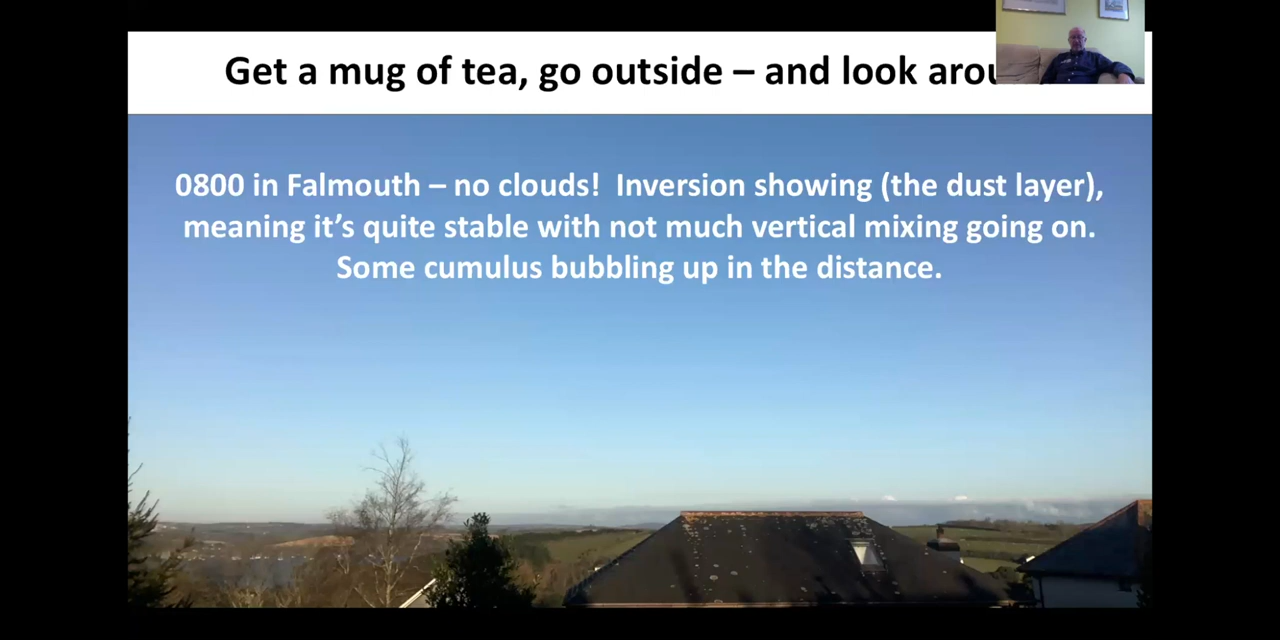 Get a mug of tea, go outside – and look arou
0800 in Falmouth – no clouds!  Inversion showing (the dust layer),
meaning it's quite stable with not much vertical mixing going on.
Some cumulus bubbling up in the distance.